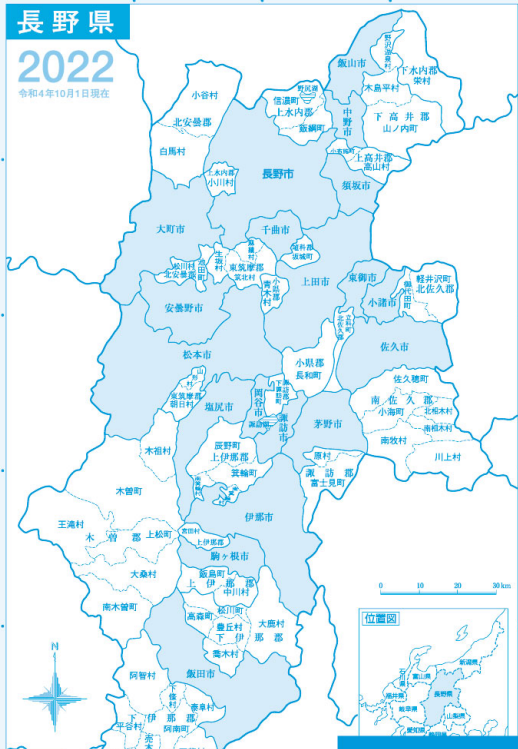 長野県
2022
令和4年10月1日現在
野沢温泉村
飯山市
下水内郡
栄村
小谷村
野尻湖
信濃町
上水内郡
飯綱町
木島平村
中野市
下高井郡
山ノ内町
北安曇郡
白馬村
小布施町
上高井郡
高山村
上水内郡
小川村
長野市
須坂市
大町市
千曲市
麻績村
埴科郡
坂城町
生坂村
池田町
松川村
北安曇郡
東筑摩郡
筑北村
小県郡
青木村
上田市
東御市
小諸市
御代田町
軽井沢町
北佐久郡
安曇野市
立科町
北佐久郡
佐久市
松本市
小県郡
長和町
山形村
東筑摩郡
朝日村
塩尻市
岡谷市
諏訪郡
下諏訪町
諏訪湖
諏訪市
茅野市
佐久穂町
南佐久郡
小海町
北相木村
南相木村
南牧村
川上村
木祖村
辰野町
上伊那郡
箕輪町
南箕輪村
原村
諏訪郡
富士見町
木曽町
伊那市
王滝村
木曽郡
上松町
宮田村
上伊那郡
駒ヶ根市
大桑村
飯島町
上伊那郡
中川村
南木曽町
松川町
高森町
大鹿村
豊丘村
下伊那郡
喬木村
飯田市
阿智村
下條村
泰阜村
下伊那郡
阿南町
平谷村
売木
N
0 10 20 30km
位置図
新潟県
石川県
富山県
長野県
福井県
岐阜県
山梨県
愛知県